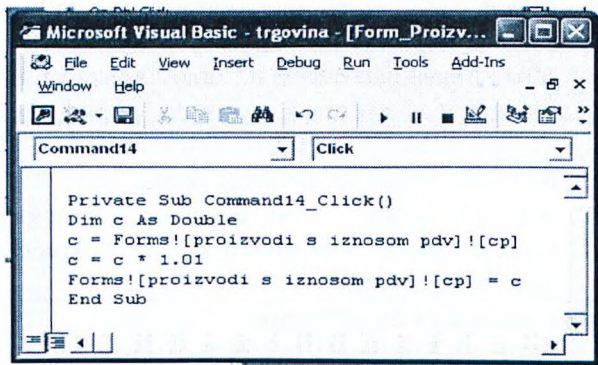 Microsoft Visual Basic - trgovina - [Form_Proizv...
File Edit View Insert Debug Run Tools Add-Ins
Window Help
Command14 Click
Private Sub Command14_Click()
Dim c As Double
c = Forms![proizvodi s iznosom pdv]![cp]
c = c * 1.01
Forms![proizvodi s iznosom pdv]![cp] = c
End Sub